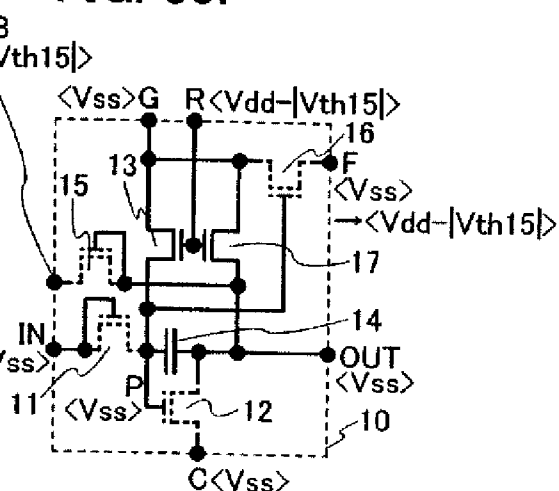 Vth15|>
<Vss>G R<Vdd-|Vth15|>
16
F
<Vss>
13
15
→<Vdd-|Vth15|>
17
14
IN
OUT
Vss>
<Vss>
11
P
<Vss>
12
10
C<Vss>